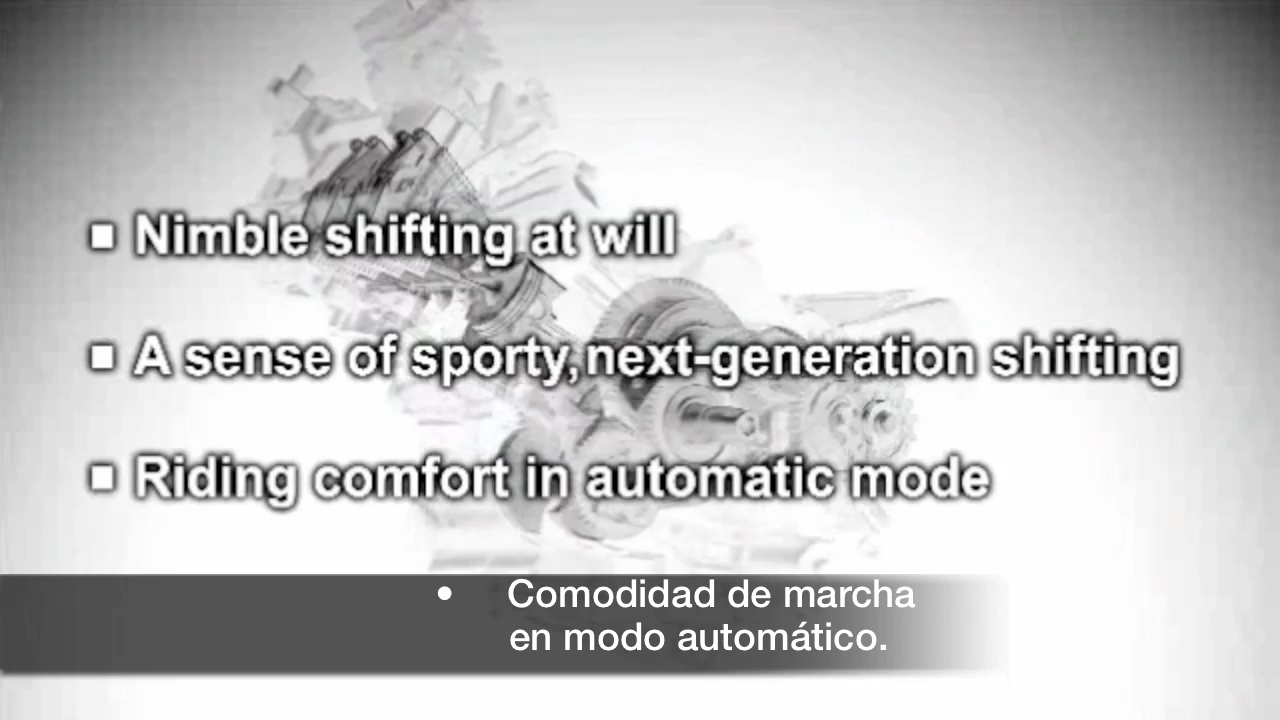 ▪ Nimble shifting at will
▪ A sense of sporty,next-generation shifting
▪ Riding comfort in automatic mode
• Comodidad de marcha
en modo automático.